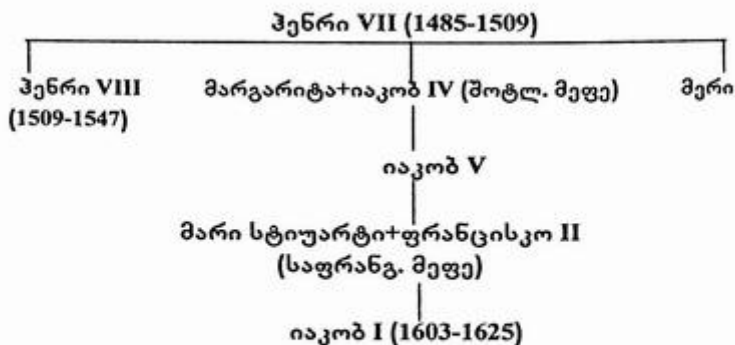 ჰენრი VII (1485-1509)
ჰენრი VIII
(1509-1547)
მარგარიტა+იაკობ IV (შოტლ. მეფე)
მერი
იაკობ V
მარი სტიუარტი+ფრანცისკო II
(საფრანგ. მეფე)
იაკობ I (1603-1625)